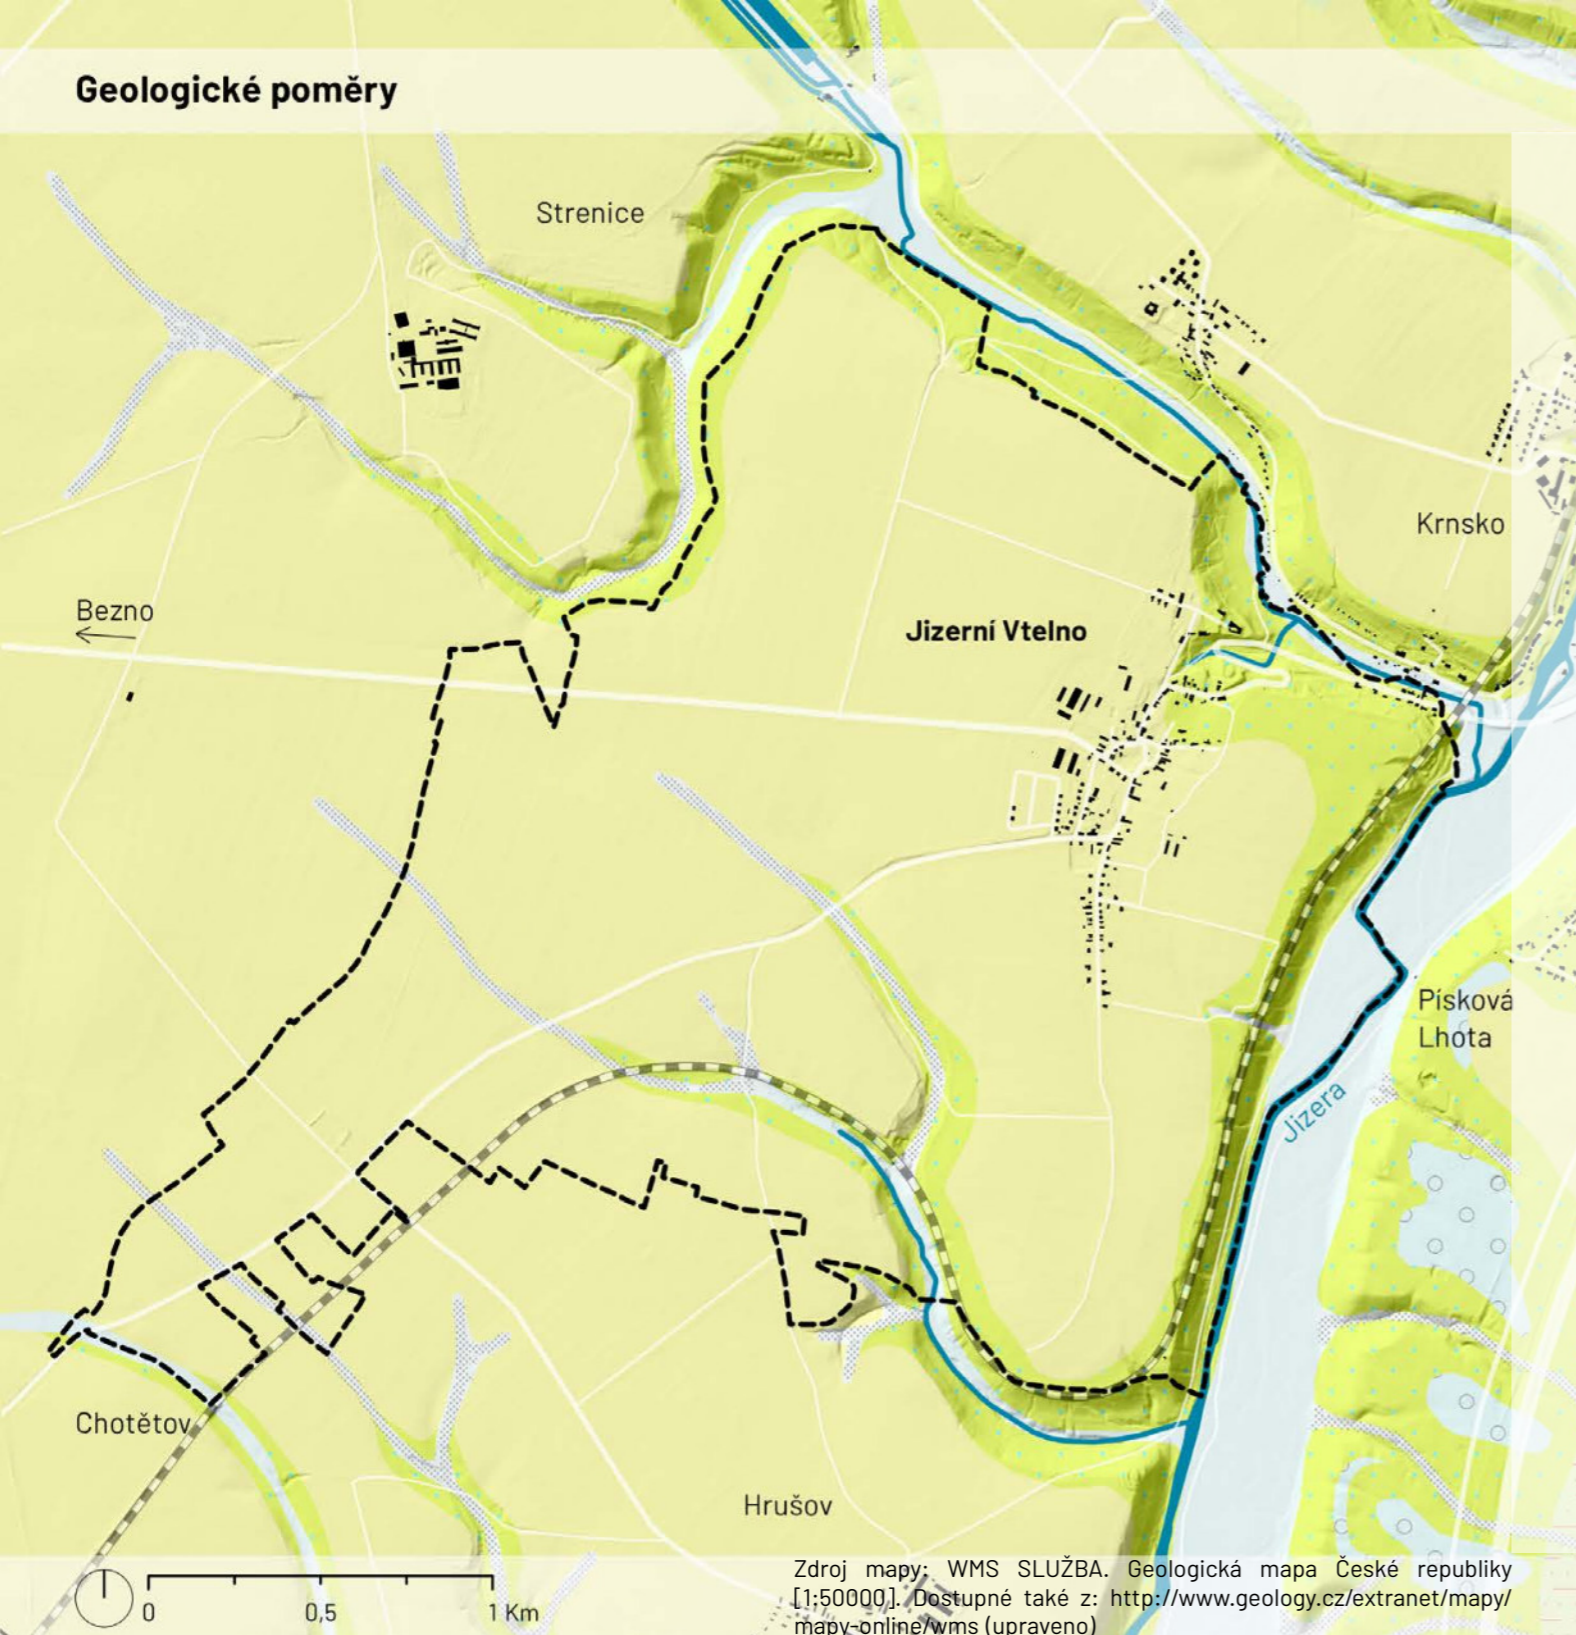 Geologické poměry
Strenice
Krnsko
Bezno
Jizerní Vtelno
Písková
Lhota
Jizera
Chotětov
Hrušov
0
0,5
1 Km
Zdroj mapy: WMS SLUŽBA. Geologická mapa České republiky
[1:50000]. Dostupné také z: http://www.geology.cz/extranet/mapy/
mapy-online/wms (upraveno)